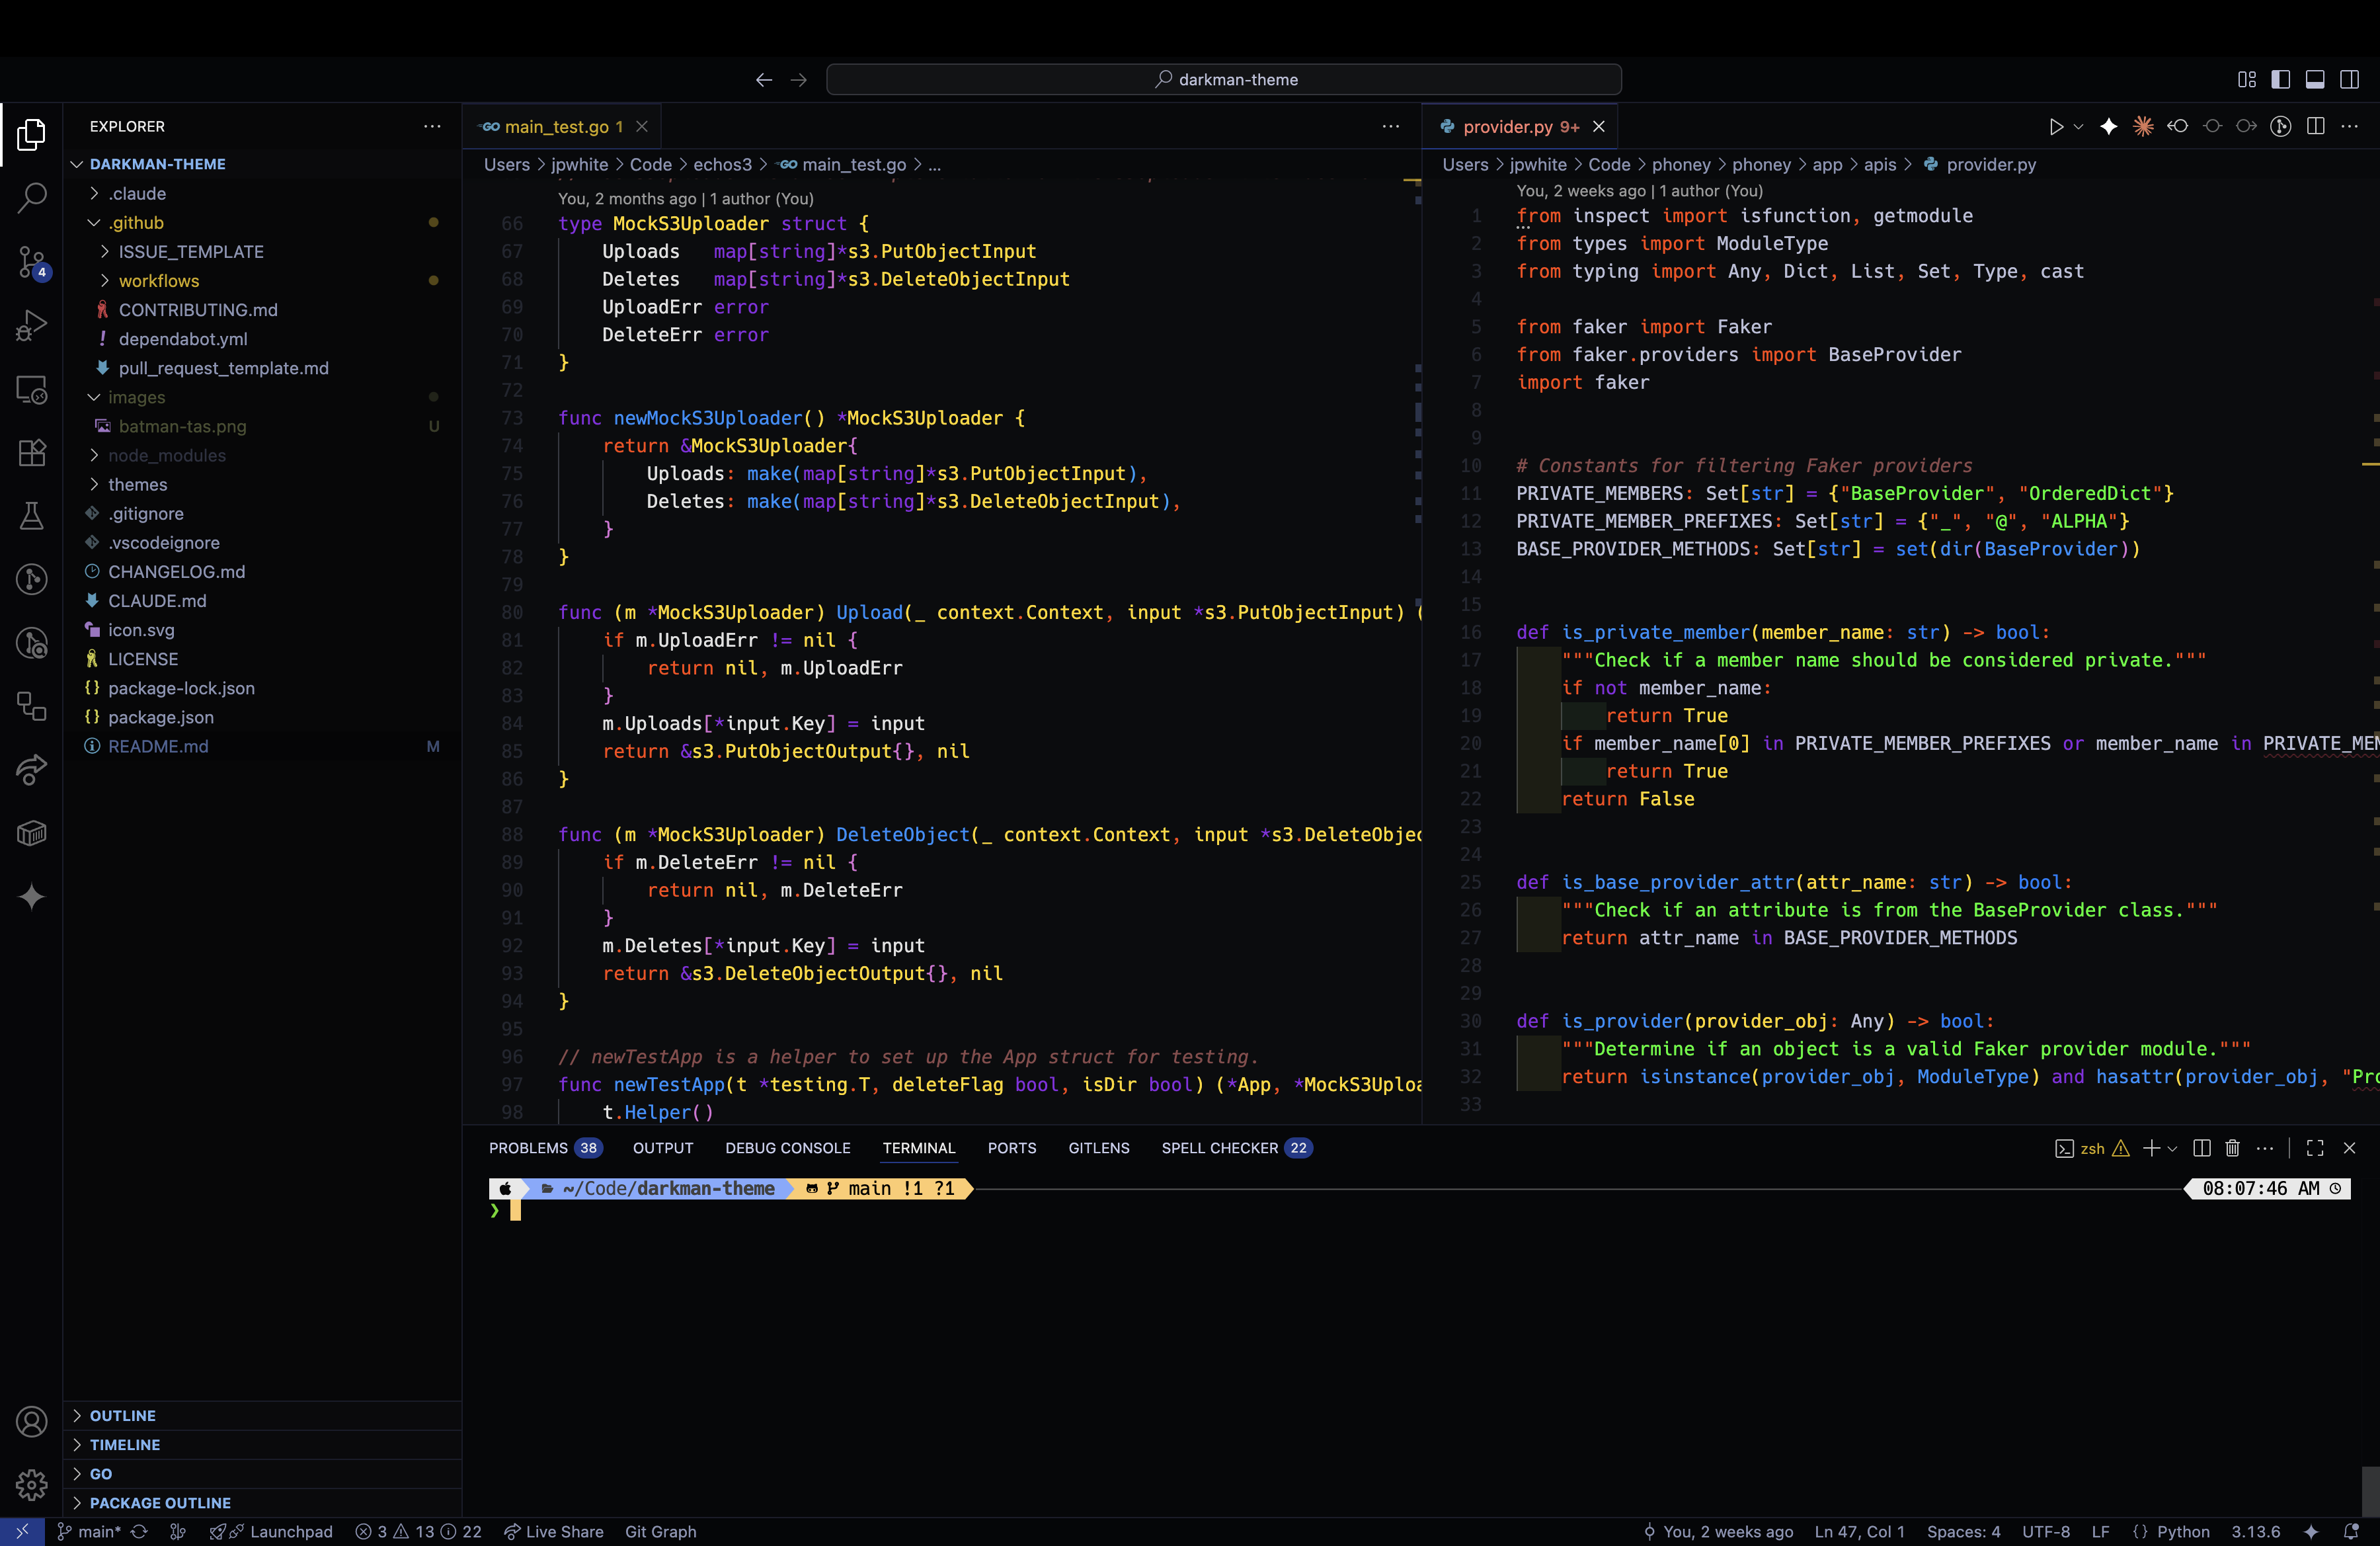 darkman-theme
EXPLORER
DARKMAN-THEME
.claude
.github
ISSUE_TEMPLATE
4
workflows
CONTRIBUTING.md
dependabot.yml
pull_request_template.md
images
batman-tas.png U
node_modules
themes
.gitignore
.vscodeignore
CHANGELOG.md
CLAUDE.md
icon.svg
LICENSE
package-lock.json
package.json
README.md M
OUTLINE
TIMELINE
GO
PACKAGE OUTLINE
GO main_test.go 1
Users > jpwhite > Code > echos3 > GO main_test.go > ...
You, 2 months ago | 1 author (You)
66 type MockS3Uploader struct {
67 Uploads map[string]*s3.PutObjectInput
68 Deletes map[string]*s3.DeleteObjectInput
69 UploadErr error
70 DeleteErr error
71 }
72
73 func newMockS3Uploader() *MockS3Uploader {
74 return &MockS3Uploader{
75 Uploads: make(map[string]*s3.PutObjectInput),
76 Deletes: make(map[string]*s3.DeleteObjectInput),
77 }
78 }
79
80 func (m *MockS3Uploader) Upload(_ context.Context, input *s3.PutObjectInput) (
81 if m.UploadErr != nil {
82 return nil, m.UploadErr
83 }
84 m.Uploads[*input.Key] = input
85 return &s3.PutObjectOutput{}, nil
86 }
87
88 func (m *MockS3Uploader) DeleteObject(_ context.Context, input *s3.DeleteObjec
89 if m.DeleteErr != nil {
90 return nil, m.DeleteErr
91 }
92 m.Deletes[*input.Key] = input
93 return &s3.DeleteObjectOutput{}, nil
94 }
95
96 // newTestApp is a helper to set up the App struct for testing.
97 func newTestApp(t *testing.T, deleteFlag bool, isDir bool) (*App, *MockS3Uploa
98 t.Helper()
provider.py 9+
Users > jpwhite > Code > phoney > phoney > app > apis > provider.py
You, 2 weeks ago | 1 author (You)
1 from inspect import isfunction, getmodule
2 from types import ModuleType
3 from typing import Any, Dict, List, Set, Type, cast
4
5 from faker import Faker
6 from faker.providers import BaseProvider
7 import faker
8
9
10 # Constants for filtering Faker providers
11 PRIVATE_MEMBERS: Set[str] = {"BaseProvider", "OrderedDict"}
12 PRIVATE_MEMBER_PREFIXES: Set[str] = {"_", "@", "ALPHA"}
13 BASE_PROVIDER_METHODS: Set[str] = set(dir(BaseProvider))
14
15
16 def is_private_member(member_name: str) -> bool:
17 """Check if a member name should be considered private."""
18 if not member_name:
19 return True
20 if member_name[0] in PRIVATE_MEMBER_PREFIXES or member_name in PRIVATE_MEM
21 return True
22 return False
23
24
25 def is_base_provider_attr(attr_name: str) -> bool:
26 """Check if an attribute is from the BaseProvider class."""
27 return attr_name in BASE_PROVIDER_METHODS
28
29
30 def is_provider(provider_obj: Any) -> bool:
31 """Determine if an object is a valid Faker provider module."""
32 return isinstance(provider_obj, ModuleType) and hasattr(provider_obj, "Pro
33
PROBLEMS 38 OUTPUT DEBUG CONSOLE TERMINAL PORTS GITLENS SPELL CHECKER 22
zsh
~/Code/darkman-theme main !1 ?1 08:07:46 AM
❯
main* Launchpad 3 13 22 Live Share Git Graph You, 2 weeks ago Ln 47, Col 1 Spaces: 4 UTF-8 LF {} Python 3.13.6